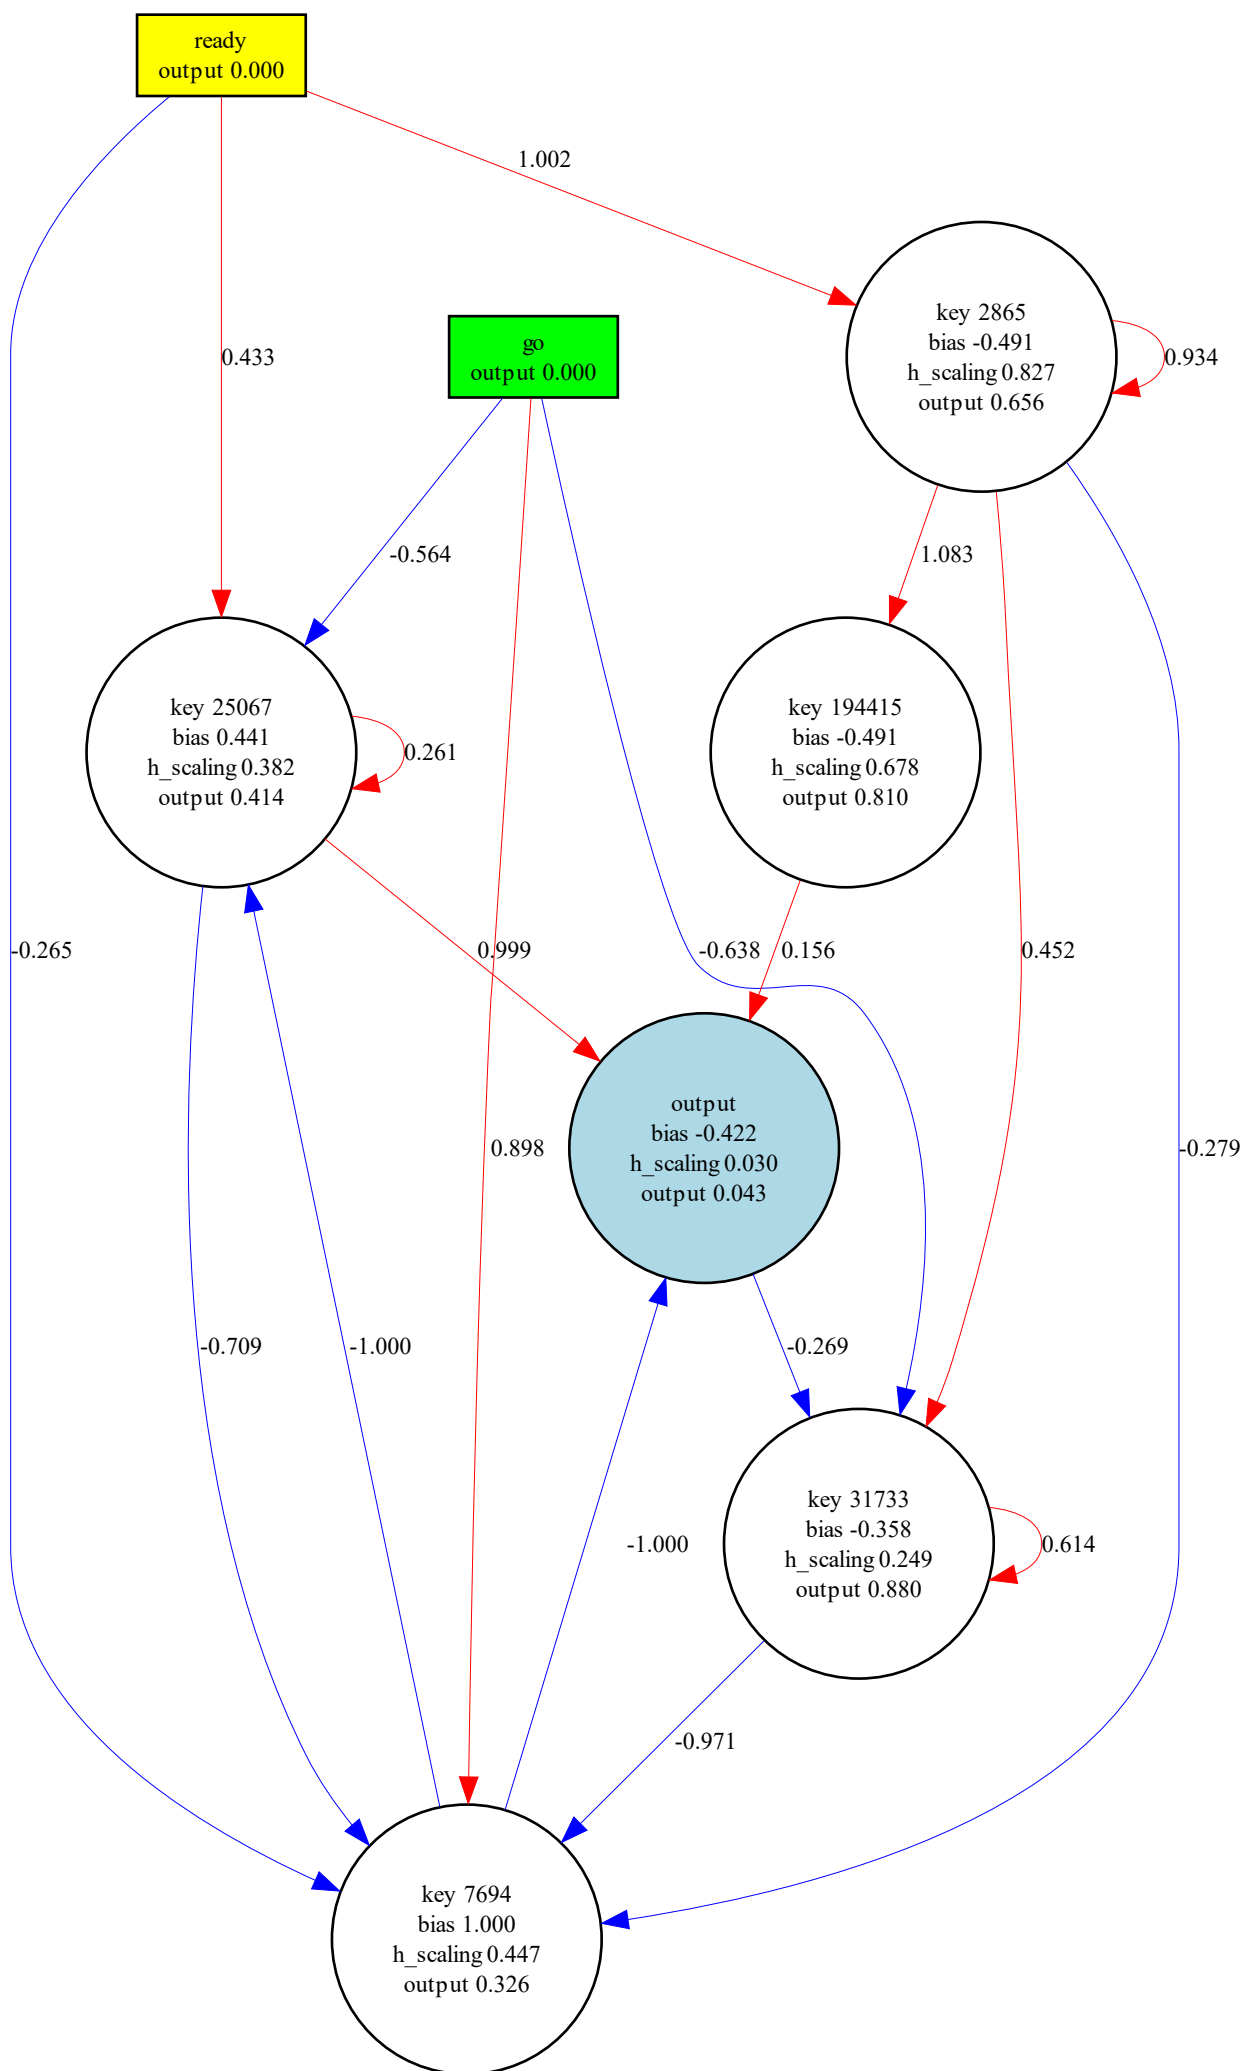 ready
output 0.000
1.002
key 2865
bias -0.491
h_scaling 0.827
output 0.656
0.934
go
output 0.000
0.433
-0.564
1.083
key 25067
bias 0.441
h_scaling 0.382
output 0.414
0.261
key 194415
bias -0.491
h_scaling 0.678
output 0.810
-0.265
0.999
-0.638
0.156
0.452
output
bias -0.422
h_scaling 0.030
output 0.043
0.898
-0.279
-0.709
-1.000
-0.269
-1.000
key 31733
bias -0.358
h_scaling 0.249
output 0.880
0.614
-0.971
key 7694
bias 1.000
h_scaling 0.447
output 0.326